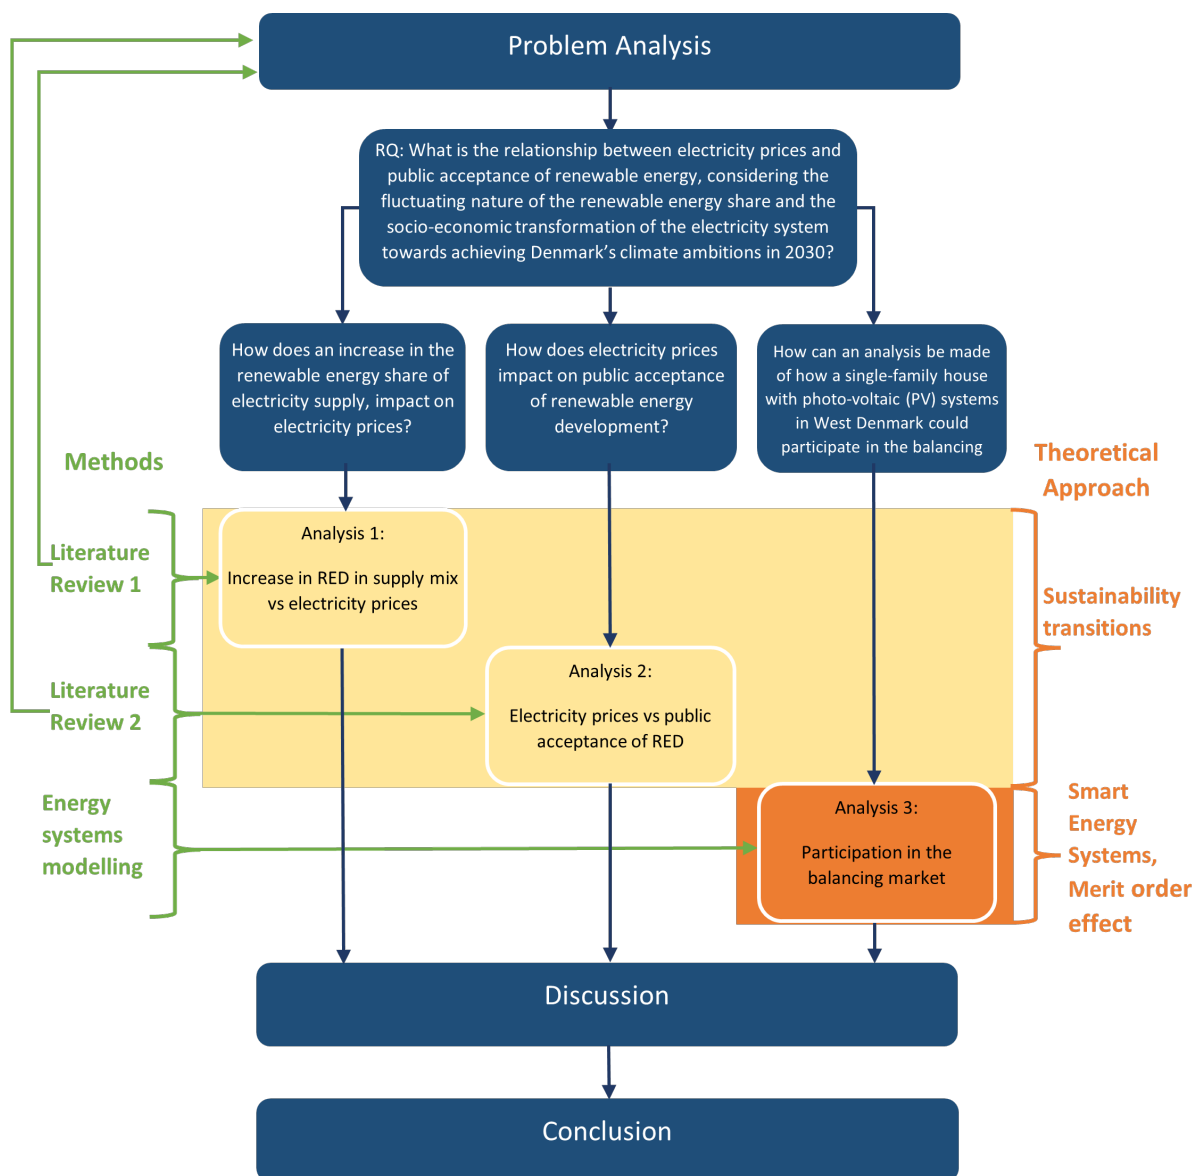 Problem Analysis
RQ: What is the relationship between electricity prices and
public acceptance of renewable energy, considering the
fluctuating nature of the renewable energy share and the
socio-economic transformation of the electricity system
towards achieving Denmark's climate ambitions in 2030?
How does an increase in the
renewable energy share of
electricity supply, impact on
electricity prices?
How does electricity prices
impact on public acceptance
of renewable energy
development?
How can an analysis be made
of how a single-family house
with photo-voltaic (PV) systems
in West Denmark could
participate in the balancing
Methods
Theoretical
Approach
Literature
Review 1
Analysis 1:
Increase in RED in supply mix
vs electricity prices
Sustainability
transitions
Literature
Review 2
Analysis 2:
Electricity prices vs public
acceptance of RED
Energy
systems
modelling
Analysis 3:
Participation in the
balancing market
Smart
Energy
Systems,
Merit order
effect
Discussion
Conclusion